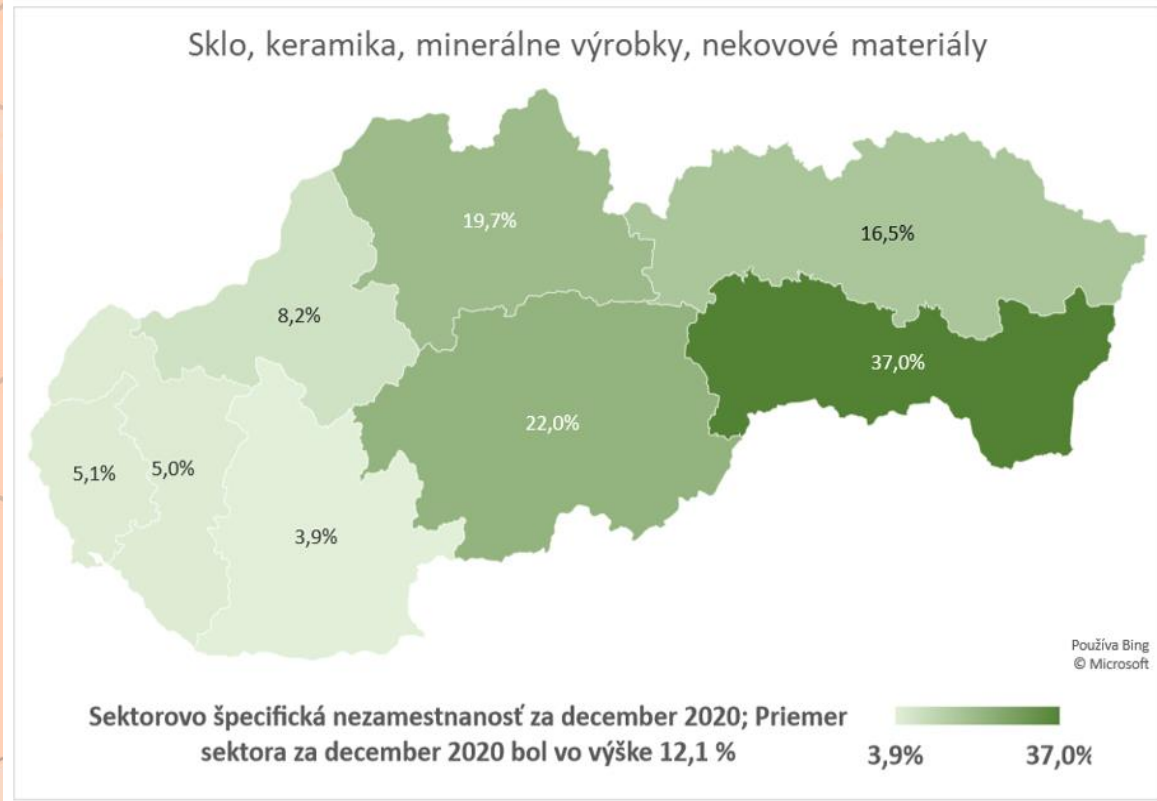 Sklo, keramika, minerálne výrobky, nekovové materiály
19,7%
16,5%
8,2%
37,0%
22,0%
5,1%
5,0%
3,9%
Používa Bing
© Microsoft
Sektorovo špecifická nezamestnanosť za december 2020; Priemer
sektora za december 2020 bol vo výške 12,1 %
3,9%
37,0%